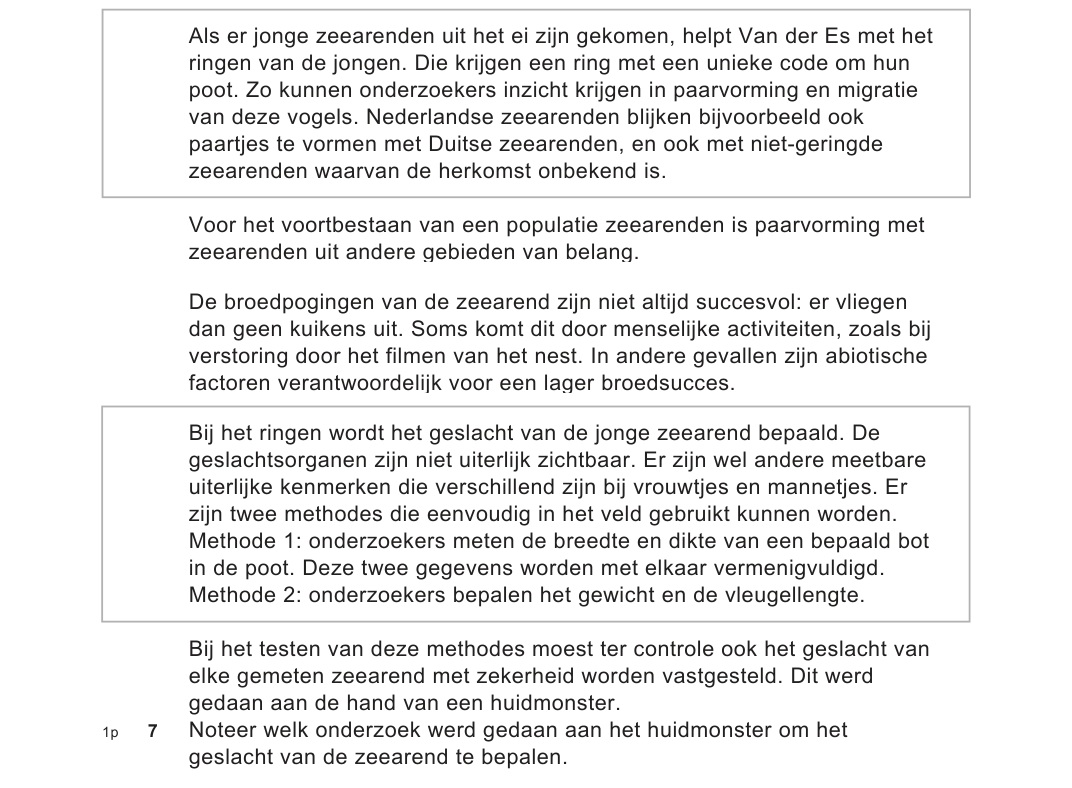 Als er jonge zeearenden uit het ei zijn gekomen, helpt Van der Es met het
ringen van de jongen. Die krijgen een ring met een unieke code om hun
poot. Zo kunnen onderzoekers inzicht krijgen in paarvorming en migratie
van deze vogels. Nederlandse zeearenden blijken bijvoorbeeld ook
paartjes te vormen met Duitse zeearenden, en ook met niet-geringde
zeearenden waarvan de herkomst onbekend is.
Voor het voortbestaan van een populatie zeearenden is paarvorming met
zeearenden uit andere gebieden van belang.
De broedpogingen van de zeearend zijn niet altijd succesvol: er vliegen
dan geen kuikens uit. Soms komt dit door menselijke activiteiten, zoals bij
verstoring door het filmen van het nest. In andere gevallen zijn abiotische
factoren verantwoordelijk voor een lager broedsucces.
Bij het ringen wordt het geslacht van de jonge zeearend bepaald. De
geslachtsorganen zijn niet uiterlijk zichtbaar. Er zijn wel andere meetbare
uiterlijke kenmerken die verschillend zijn bij vrouwtjes en mannetjes. Er
zijn twee methodes die eenvoudig in het veld gebruikt kunnen worden.
Methode 1: onderzoekers meten de breedte en dikte van een bepaald bot
in de poot. Deze twee gegevens worden met elkaar vermenigvuldigd.
Methode 2: onderzoekers bepalen het gewicht en de vleugellengte.
Bij het testen van deze methodes moest ter controle ook het geslacht van
elke gemeten zeearend met zekerheid worden vastgesteld. Dit werd
gedaan aan de hand van een huidmonster.
1p 7 Noteer welk onderzoek werd gedaan aan het huidmonster om het
geslacht van de zeearend te bepalen.